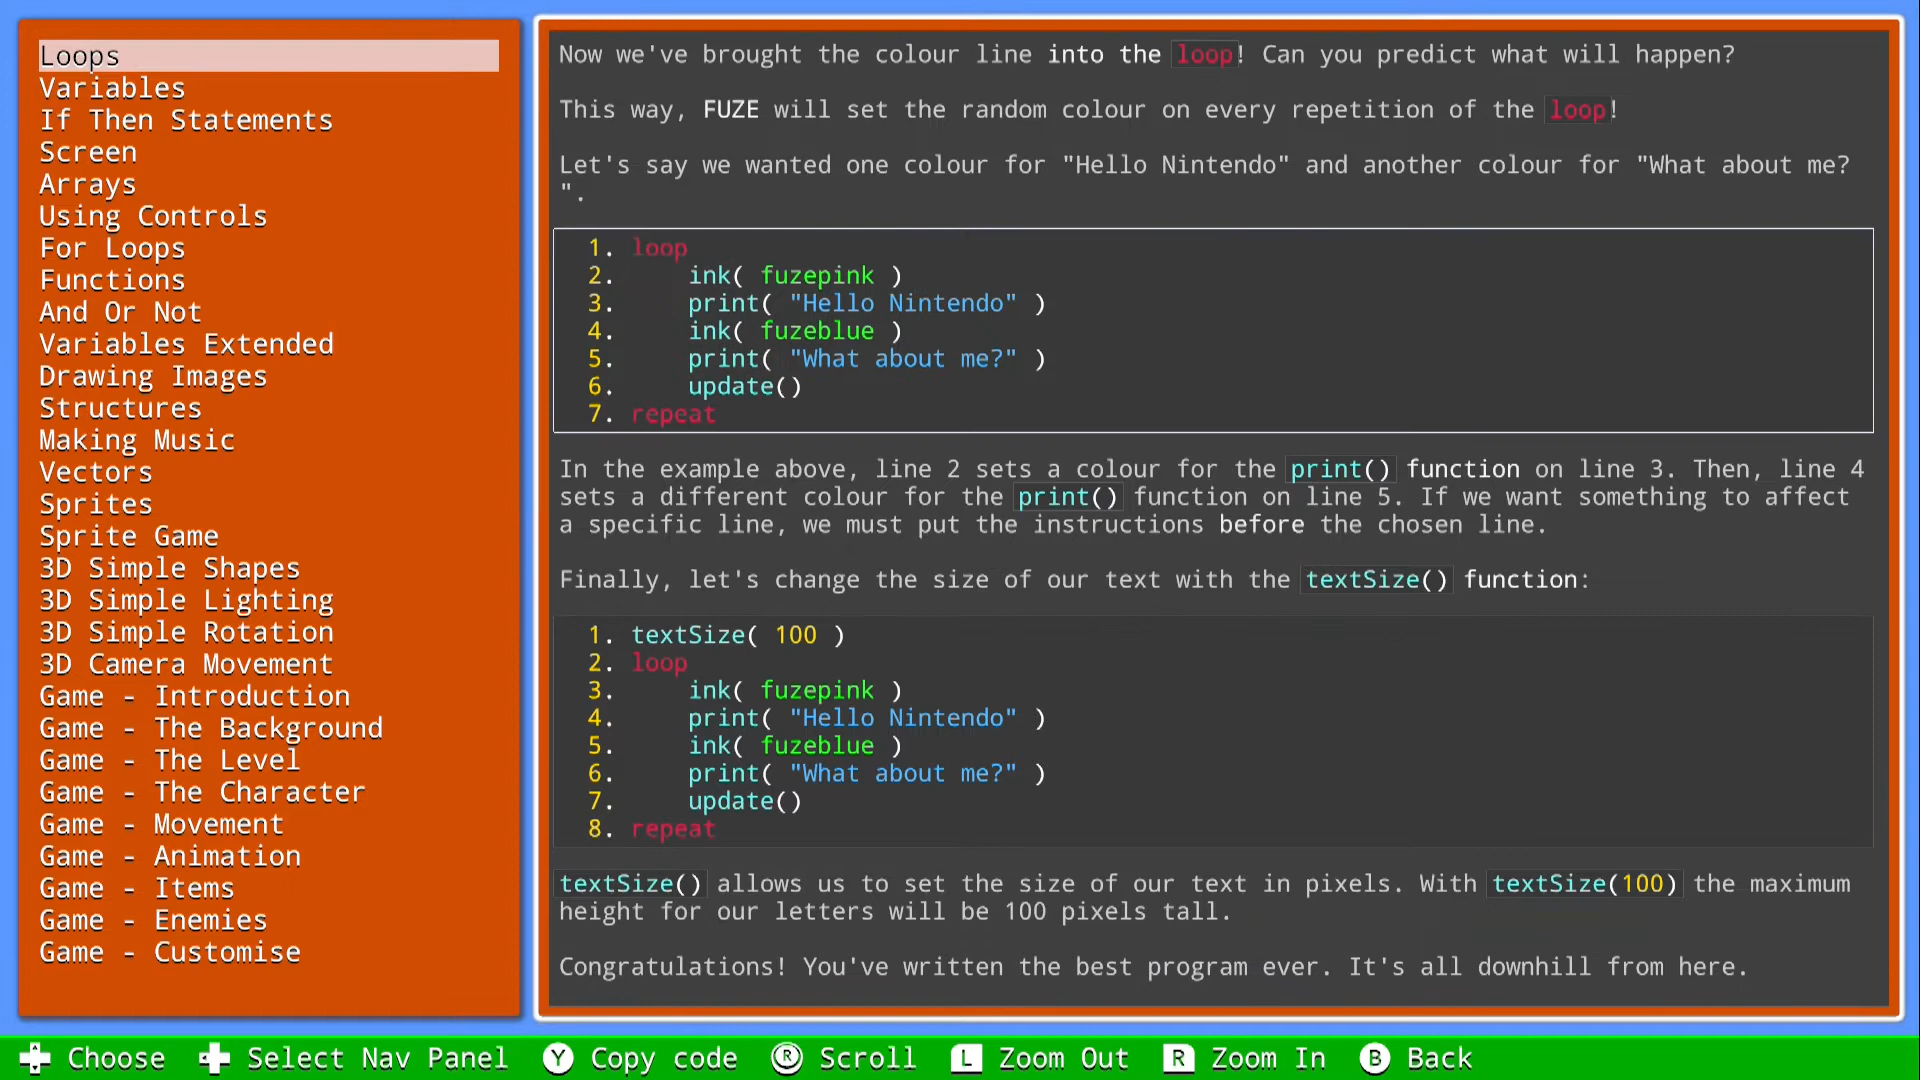 Loops
Variables
If Then Statements
Screen
Arrays
Using Controls
For Loops
Functions
And Or Not
Variables Extended
Drawing Images
Structures
Making Music
Vectors
Sprites
Sprite Game
3D Simple Shapes
3D Simple Lighting
3D Simple Rotation
3D Camera Movement
Game - Introduction
Game - The Background
Game - The Level
Game - The Character
Game - Movement
Game - Animation
Game - Items
Game - Enemies
Game - Customise
Now we've brought the colour line into the loop! Can you predict what will happen?
This way, FUZE will set the random colour on every repetition of the loop!
Let's say we wanted one colour for "Hello Nintendo" and another colour for "What about me?
".
1. loop
2. ink( fuzepink )
3. print( "Hello Nintendo" )
4. ink( fuzeblue )
5. print( "What about me?" )
6. update()
7. repeat
In the example above, line 2 sets a colour for the print() function on line 3. Then, line 4
sets a different colour for the print() function on line 5. If we want something to affect
a specific line, we must put the instructions before the chosen line.
Finally, let's change the size of our text with the textSize() function:
1. textSize( 100 )
2. loop
3. ink( fuzepink )
4. print( "Hello Nintendo" )
5. ink( fuzeblue )
6. print( "What about me?" )
7. update()
8. repeat
textSize() allows us to set the size of our text in pixels. With textSize(100) the maximum
height for our letters will be 100 pixels tall.
Congratulations! You've written the best program ever. It's all downhill from here.
Choose Select Nav Panel Y Copy code R Scroll L Zoom Out R Zoom In B Back